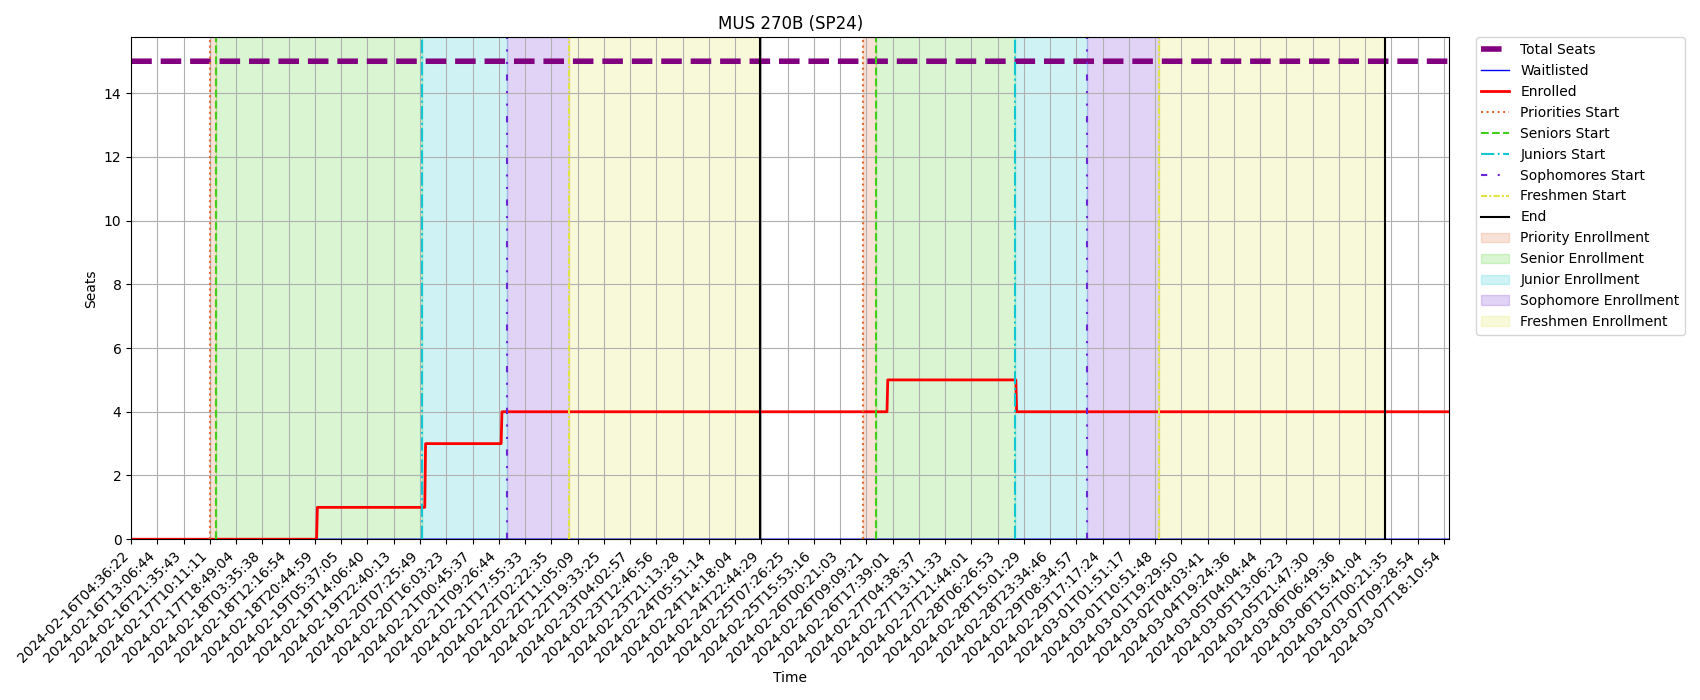 MUS 270B (SP24)
Seats
14
12
10
8
6
4
2
0
2024-02-16T04:36:22
2024-02-16T13:06:44
2024-02-16T21:35:43
2024-02-17T10:11:11
2024-02-17T18:49:04
2024-02-18T03:35:38
2024-02-18T12:16:54
2024-02-18T20:44:59
2024-02-19T05:37:05
2024-02-19T14:06:40
2024-02-19T22:40:13
2024-02-20T07:25:49
2024-02-20T16:03:23
2024-02-21T00:45:37
2024-02-21T09:26:44
2024-02-21T17:55:33
2024-02-22T02:22:35
2024-02-22T11:05:09
2024-02-22T19:33:25
2024-02-23T04:02:57
2024-02-23T12:46:56
2024-02-23T21:13:28
2024-02-24T05:51:14
2024-02-24T14:18:04
2024-02-24T22:44:29
2024-02-25T07:26:25
2024-02-25T15:53:16
2024-02-26T00:21:03
2024-02-26T09:09:21
2024-02-26T17:39:01
2024-02-27T04:38:37
2024-02-27T13:11:33
2024-02-27T21:44:01
2024-02-28T06:26:53
2024-02-28T15:01:29
2024-02-28T23:34:46
2024-02-29T08:34:57
2024-02-29T17:17:24
2024-03-01T01:51:17
2024-03-01T10:51:48
2024-03-01T19:29:50
2024-03-02T04:03:41
2024-03-04T19:24:36
2024-03-05T04:04:44
2024-03-05T13:06:23
2024-03-05T21:47:30
2024-03-06T06:49:36
2024-03-06T15:41:04
2024-03-07T00:21:35
2024-03-07T09:28:54
2024-03-07T18:10:54
Time
Total Seats
Waitlisted
Enrolled
Priorities Start
Seniors Start
Juniors Start
Sophomores Start
Freshmen Start
End
Priority Enrollment
Senior Enrollment
Junior Enrollment
Sophomore Enrollment
Freshmen Enrollment